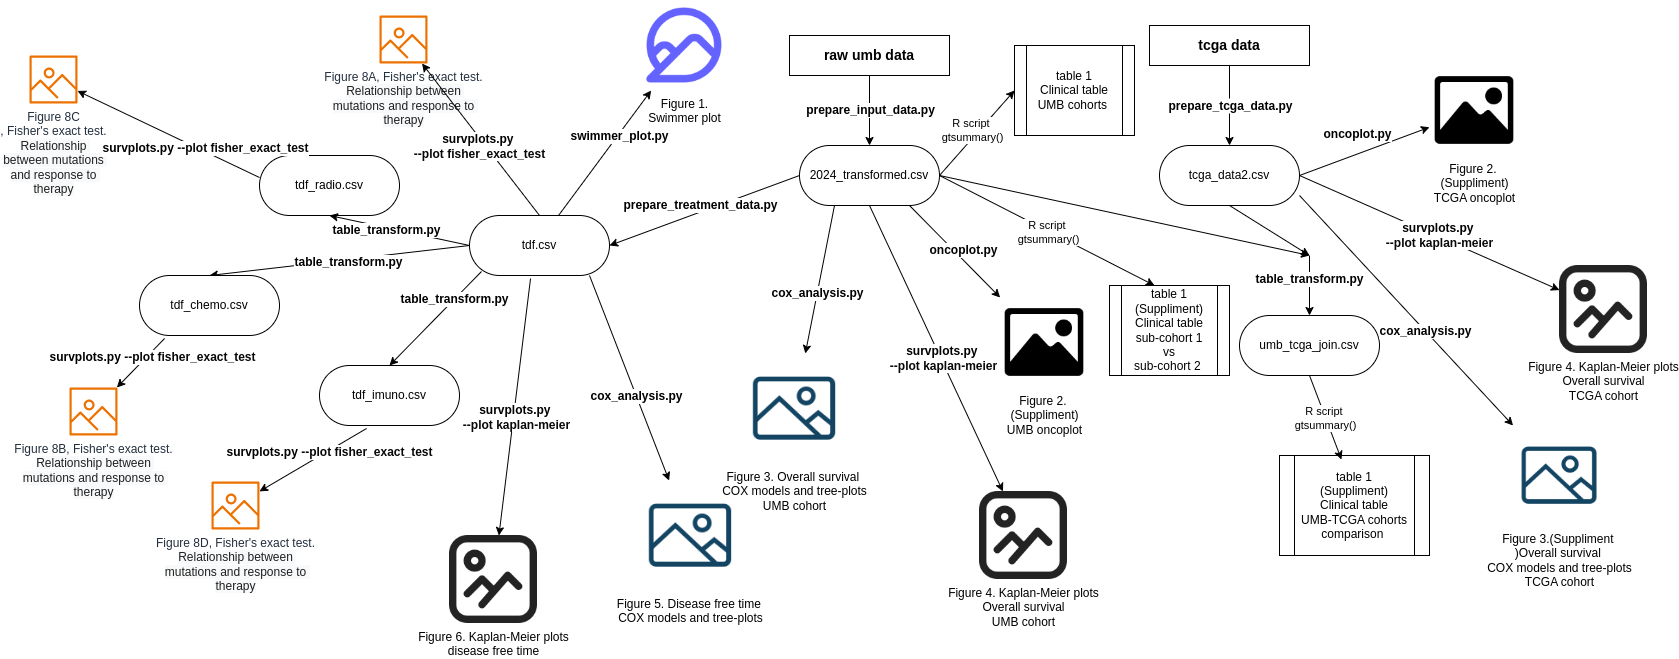 raw umb data
tcga data
prepare_input_data.py
prepare_tcga_data.py
2024_transformed.csv
tcga_data2.csv
R script
gtsummary()
table 1
Clinical table
UMB cohorts
oncoplot.py
Figure 2.
(Suppliment)
TCGA oncoplot
survplots.py
--plot kaplan-meier
Figure 4. Kaplan-Meier plots
Overall survival
TCGA cohort
cox_analysis.py
Figure 3.(Suppliment
)Overall survival
COX models and tree-plots
TCGA cohort
table_transform.py
umb_tcga_join.csv
R script
gtsummary()
table 1
(Suppliment)
Clinical table
UMB-TCGA cohorts
comparison
R script
gtsummary()
table 1
(Suppliment)
Clinical table
sub-cohort 1
vs
sub-cohort 2
oncoplot.py
Figure 2.
(Suppliment)
UMB oncoplot
survplots.py
--plot kaplan-meier
Figure 4. Kaplan-Meier plots
Overall survival
UMB cohort
cox_analysis.py
Figure 3. Overall survival
COX models and tree-plots
UMB cohort
prepare_treatment_data.py
tdf.csv
swimmer_plot.py
Figure 1.
Swimmer plot
survplots.py
--plot fisher_exact_test
Figure 8A, Fisher's exact test.
Relationship between
mutations and response to
therapy
table_transform.py
tdf_radio.csv
survplots.py --plot fisher_exact_test
Figure 8C
, Fisher's exact test.
Relationship
between mutations
and response to
therapy
table_transform.py
tdf_chemo.csv
survplots.py --plot fisher_exact_test
Figure 8B, Fisher's exact test.
Relationship between
mutations and response to
therapy
table_transform.py
tdf_imuno.csv
survplots.py --plot fisher_exact_test
Figure 8D, Fisher's exact test.
Relationship between
mutations and response to
therapy
survplots.py
--plot kaplan-meier
Figure 6. Kaplan-Meier plots
disease free time
cox_analysis.py
Figure 5. Disease free time
COX models and tree-plots